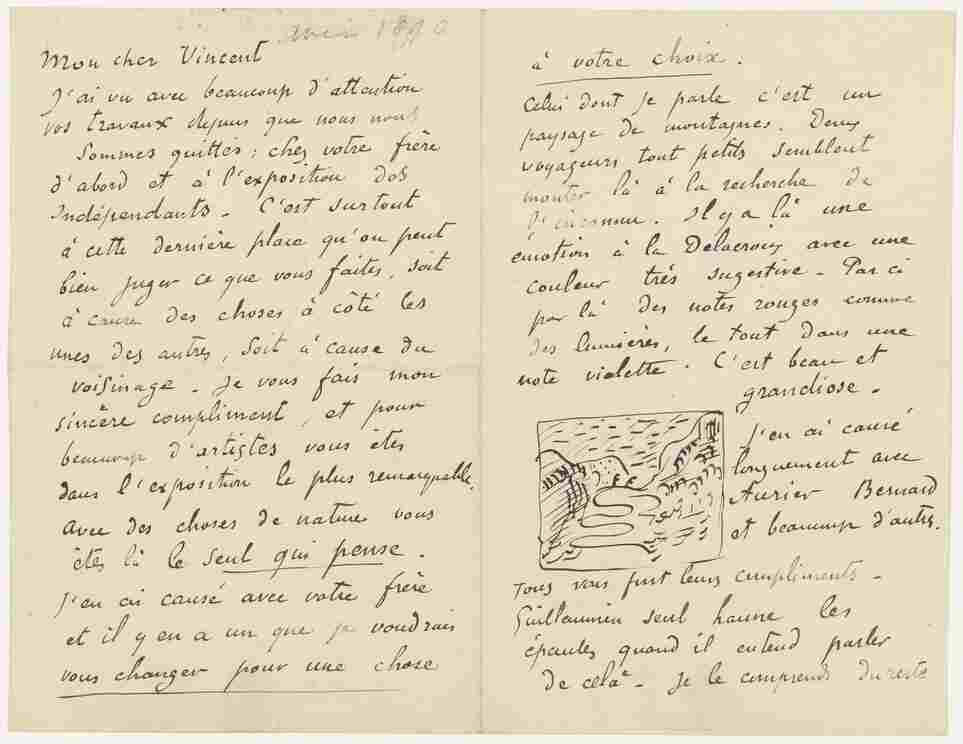 avril 1890
Mon cher Vincent
J'ai vu avec beaucoup d'attention
vos travaux depuis que nous nous
sommes quittés ; chez votre frère
d'abord et à l'exposition des
Indépendants - C'est surtout
à cette dernière place qu'on peut
bien juger ce que vous faites, soit
à cause des choses à côté les
unes des autres, soit à cause du
voisinage - Je vous fais mon
sincère compliment, et pour
beaucoup d'artistes vous êtes
dans l'exposition le plus remarquable.
Avec des choses de nature vous
êtes là le seul qui pense.
J'en ai causé avec votre frère
et il y en a un que je voudrais
vous changer pour une chose
à votre choix.
Celui dont je parle c'est un
paysage de montagnes. Deux
voyageurs tout petits semblent
monter là à la recherche de
l'inconnu. Il y a là une
émotion à la Delacroix avec une
couleur très sugestive - Par ci
par là des notes rouges comme
des lumières, le tout dans une
note violette. C'est beau et
grandiose -
J'en ai causé
longuement avec
Aurier Bernard
et beaucoup d'autres.
Tous vous font leurs compliments -
Guillaumin seul hausse les
épaules quand il entend parler
de celà - Je le comprends du reste